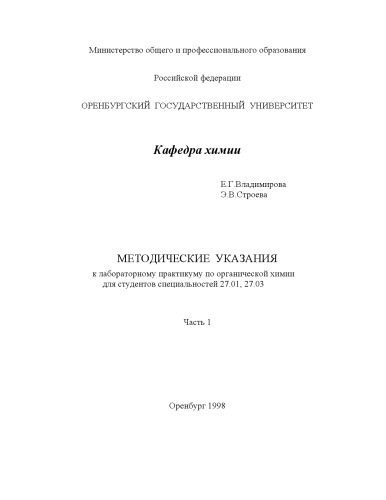 Министерство общего и профессионального образования
Российской федерации
ОРЕНБУРГСКИЙ ГОСУДАРСТВЕННЫЙ УНИВЕРСИТЕТ
Кафедра химии
Е.Г.Владимирова
Э.В.Строева
МЕТОДИЧЕСКИЕ УКАЗАНИЯ
к лабораторному практикуму по органической химии
для студентов специальностей 27.01, 27.03
Часть 1
Оренбург 1998